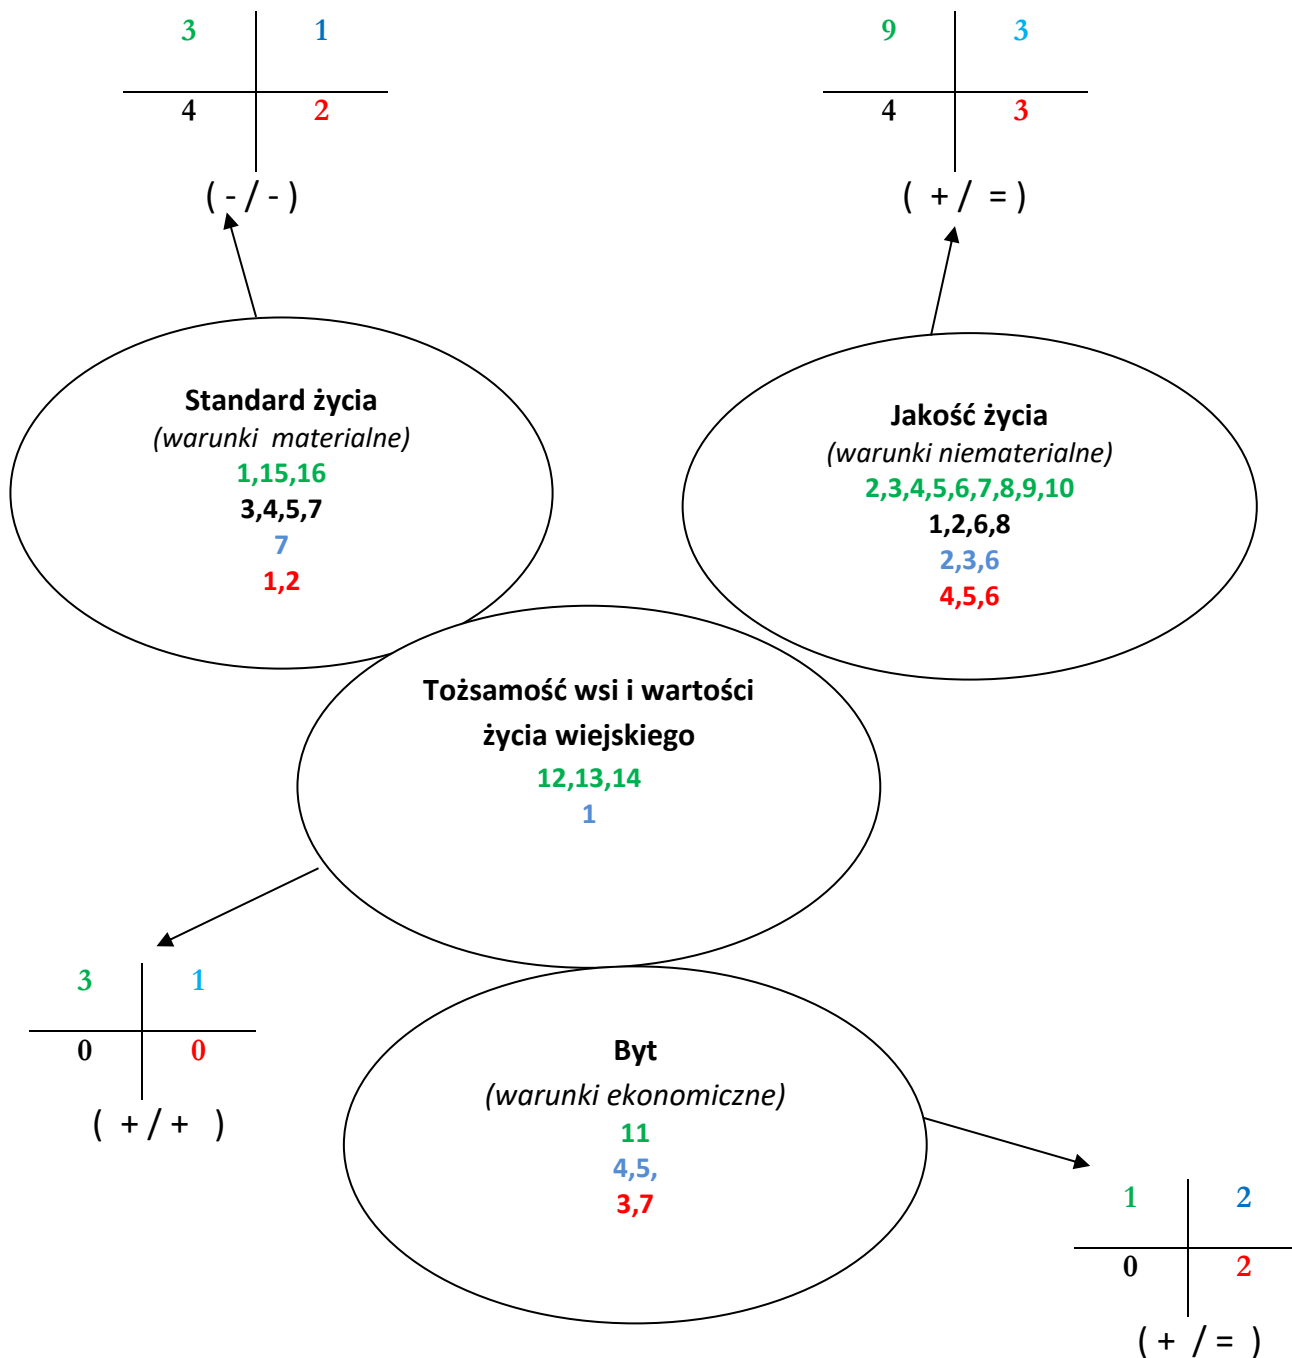 3 1
4 2
( - / - )
9 3
4 3
( + / = )
Standard życia
(warunki materialne)
1,15,16
3,4,5,7
7
1,2
Jakość życia
(warunki niematerialne)
2,3,4,5,6,7,8,9,10
1,2,6,8
2,3,6
4,5,6
Tożsamość wsi i wartości
życia wiejskiego
12,13,14
1
3 1
0 0
( + / + )
Byt
(warunki ekonomiczne)
11
4,5,
3,7
1 2
0 2
( + / = )